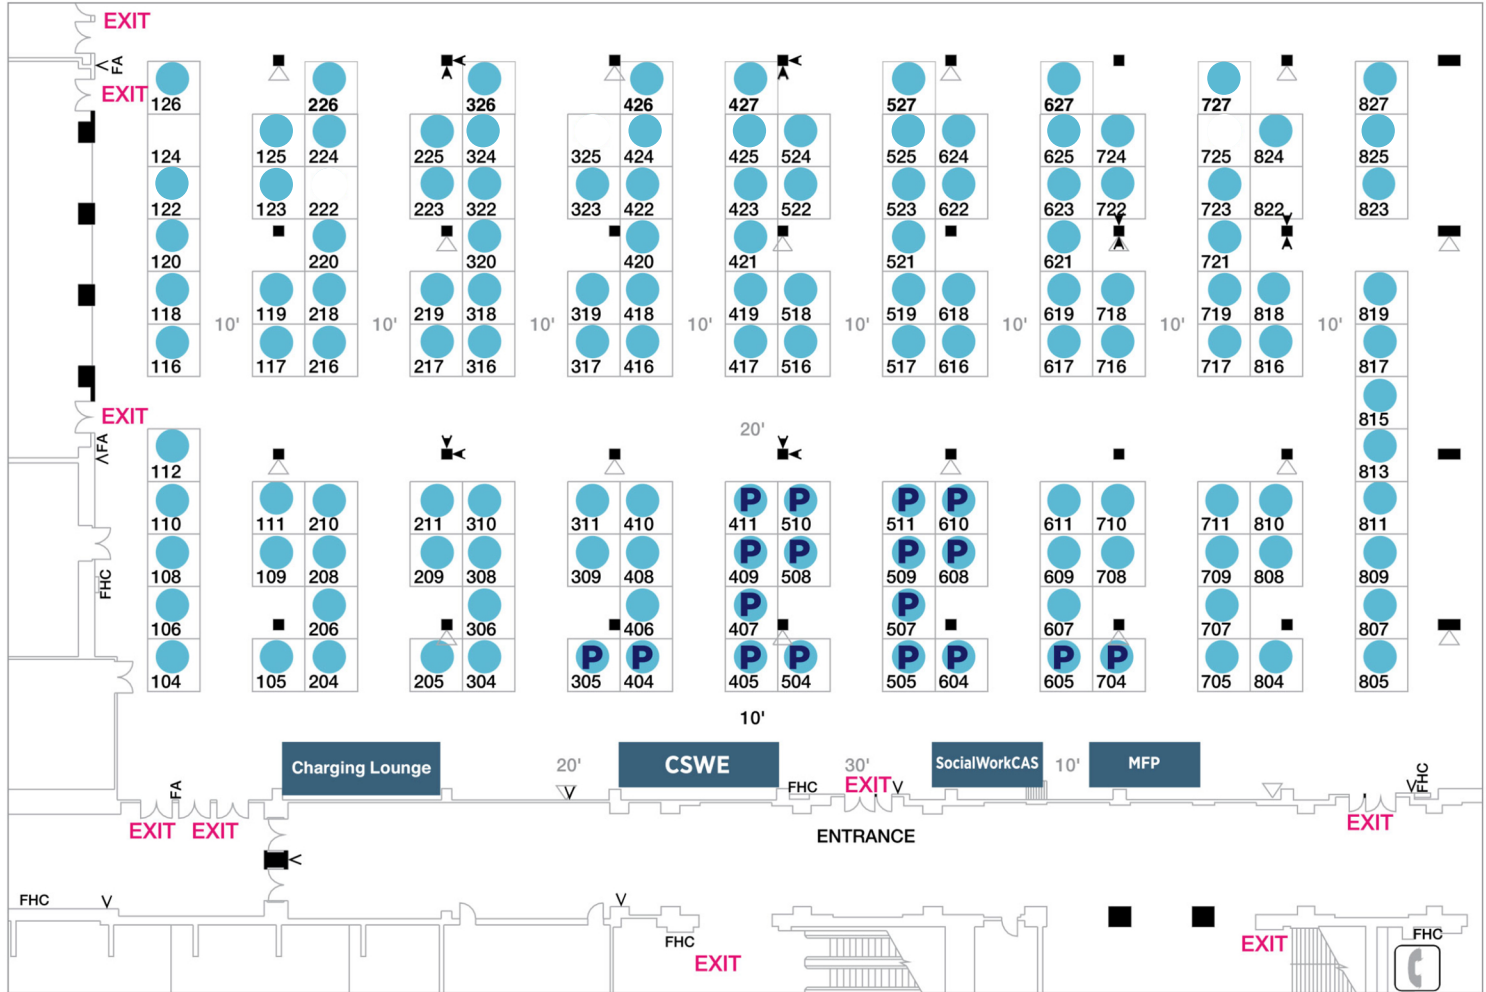 EXIT
FA
EXIT
126 226 326 426 427 527 627 727 827
124 125 224 225 324 325 424 425 524 525 624 625 724 725 824 825
122 123 222 223 322 323 422 423 522 523 622 623 722 723 822 823
120 220 320 420 421 521 621 721
118 119 218 219 318 319 418 419 518 519 618 619 718 719 818 819
10' 10' 10' 10' 10' 10' 10' 10'
116 117 216 217 316 317 416 417 516 517 616 617 716 717 816 817
EXIT
815
20'
FA
112 813
P P P P
110 111 210 211 310 311 410 411 510 511 610 611 710 711 810 811
P P P P
108 109 208 209 308 309 408 409 508 509 608 609 708 709 808 809
FHC
P P
106 206 306 406 407 507 607 707 807
P P P P P P P P
104 105 204 205 304 305 404 405 504 505 604 605 704 705 804 805
10'
Charging Lounge 20' CSWE 30' SocialWorkCAS 10' MFP
FA FHC EXIT FHC
EXIT EXIT EXIT
ENTRANCE
FHC
FHC
FHC
EXIT
EXIT